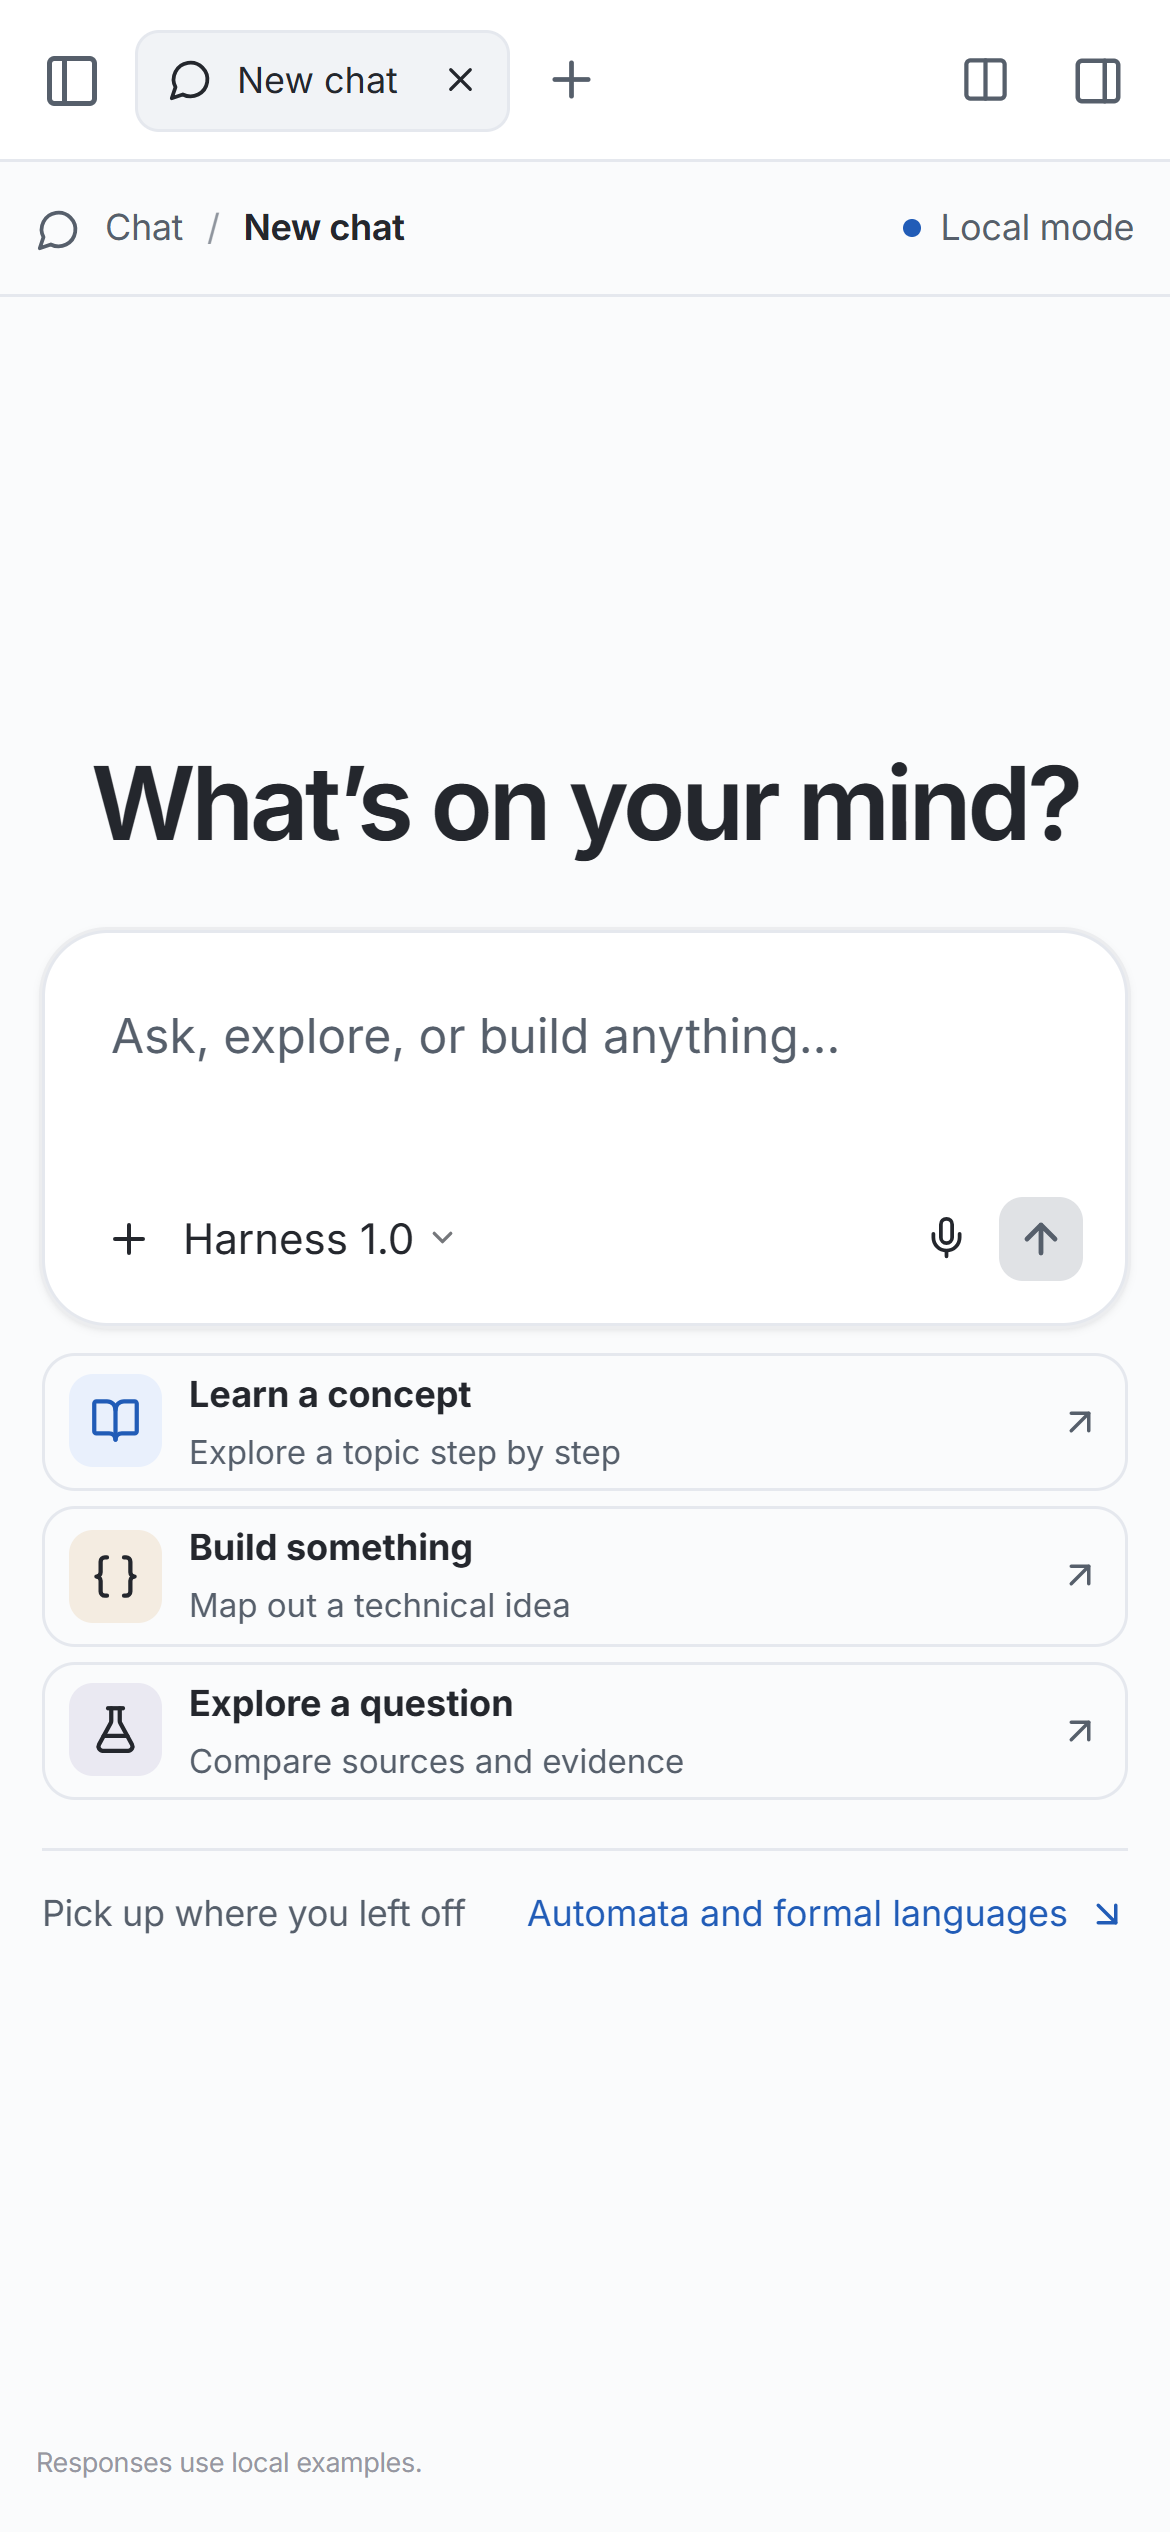 New chat
Chat / New chat
Local mode
What’s on your mind?
Ask, explore, or build anything...
Harness 1.0
Learn a concept
Explore a topic step by step
{ }
Build something
Map out a technical idea
Explore a question
Compare sources and evidence
Pick up where you left off
Automata and formal languages
Responses use local examples.